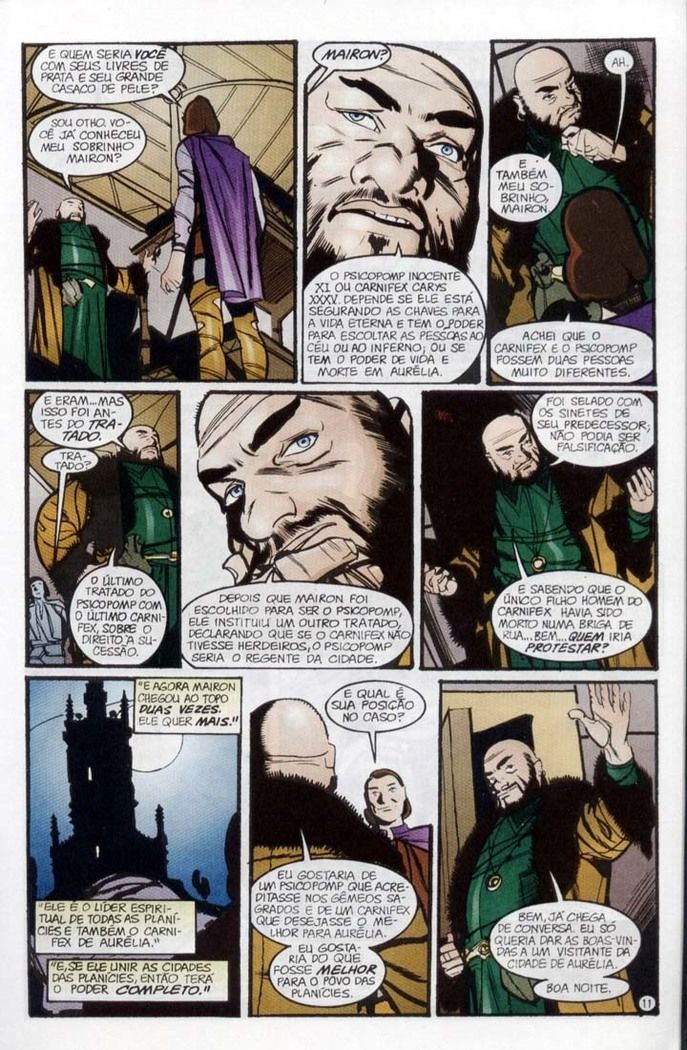 E QUEM SERIA VOCÊ
COM SEUS LIVRES DE
PRATA E SEU GRANDE
CASACO DE PELE?
SOU OTHO. VO-
CÊ JÁ CONHECEU
MEU SOBRINHO
MAIRON?
MAIRON?
O PSICOPOMP INOCENTE
XI OU CARNIFEX CARYS
XXXV. DEPENDE SE ELE ESTÁ
SEGURANDO AS CHAVES PARA
A VIDA ETERNA E TEM O PODER
PARA ESCOLTAR AS PESSOAS AO
CÉU OU AO INFERNO; OU SE
TEM O PODER DE VIDA E
MORTE EM AURÉLIA.
AH.
E
TAMBÉM
MEU SO-
BRINHO,
MAIRON.
ACHEI QUE O
CARNIFEX E O PSICOPOMP
FOSSEM DUAS PESSOAS
MUITO DIFERENTES.
E ERAM... MAS
ISSO FOI AN-
TES DO TRA-
TADO.
TRA-
TADO?
O ÚLTIMO
TRATADO DO
PSICOPOMP COM
O ÚLTIMO CARNI-
FEX, SOBRE O
DIREITO A SU-
CESSÃO.
DEPOIS QUE MAIRON FOI
ESCOLHIDO PARA SER O PSICOPOMP,
ELE INSTITUIU UM OUTRO TRATADO,
DECLARANDO QUE SE O CARNIFEX NÃO
TIVESSE HERDEIROS, O PSICOPOMP
SERIA O REGENTE DA CIDADE.
FOI SELADO COM
OS SINETES DE
SEU PREDECESSOR;
NÃO PODIA SER
FALSIFICAÇÃO.
E SABENDO QUE O
ÚNICO FILHO HOMEM DO
CARNIFEX HAVIA SIDO
MORTO NUMA BRIGA DE
RUA... BEM... QUEM IRIA
PROTESTAR?
"E AGORA MAIRON
CHEGOU AO TOPO
DUAS VEZES.
ELE QUER MAIS."
"ELE É O LÍDER ESPIRI-
TUAL DE TODAS AS PLANÍ-
CIES E TAMBÉM O CARNI-
FEX DE AURÉLIA."
"E, SE ELE UNIR AS CIDADES
DAS PLANÍCIES, ENTÃO TERÁ
O PODER COMPLETO."
E QUAL É
SUA POSIÇÃO
NO CASO?
EU GOSTARIA DE
UM PSICOPOMP QUE ACRE-
DITASSE NOS GÊMEOS SA-
GRADOS E DE UM CARNIFEX
QUE DESEJASSE O ME-
LHOR PARA AURÉLIA.
EU GOSTA-
RIA DO QUE
FOSSE MELHOR
PARA O POVO DAS
PLANÍCIES.
BEM, JÁ CHEGA
DE CONVERSA. EU SÓ
QUERIA DAR AS BOAS-VIN-
DAS A UM VISITANTE DA
CIDADE DE AURÉLIA.
BOA NOITE.
11